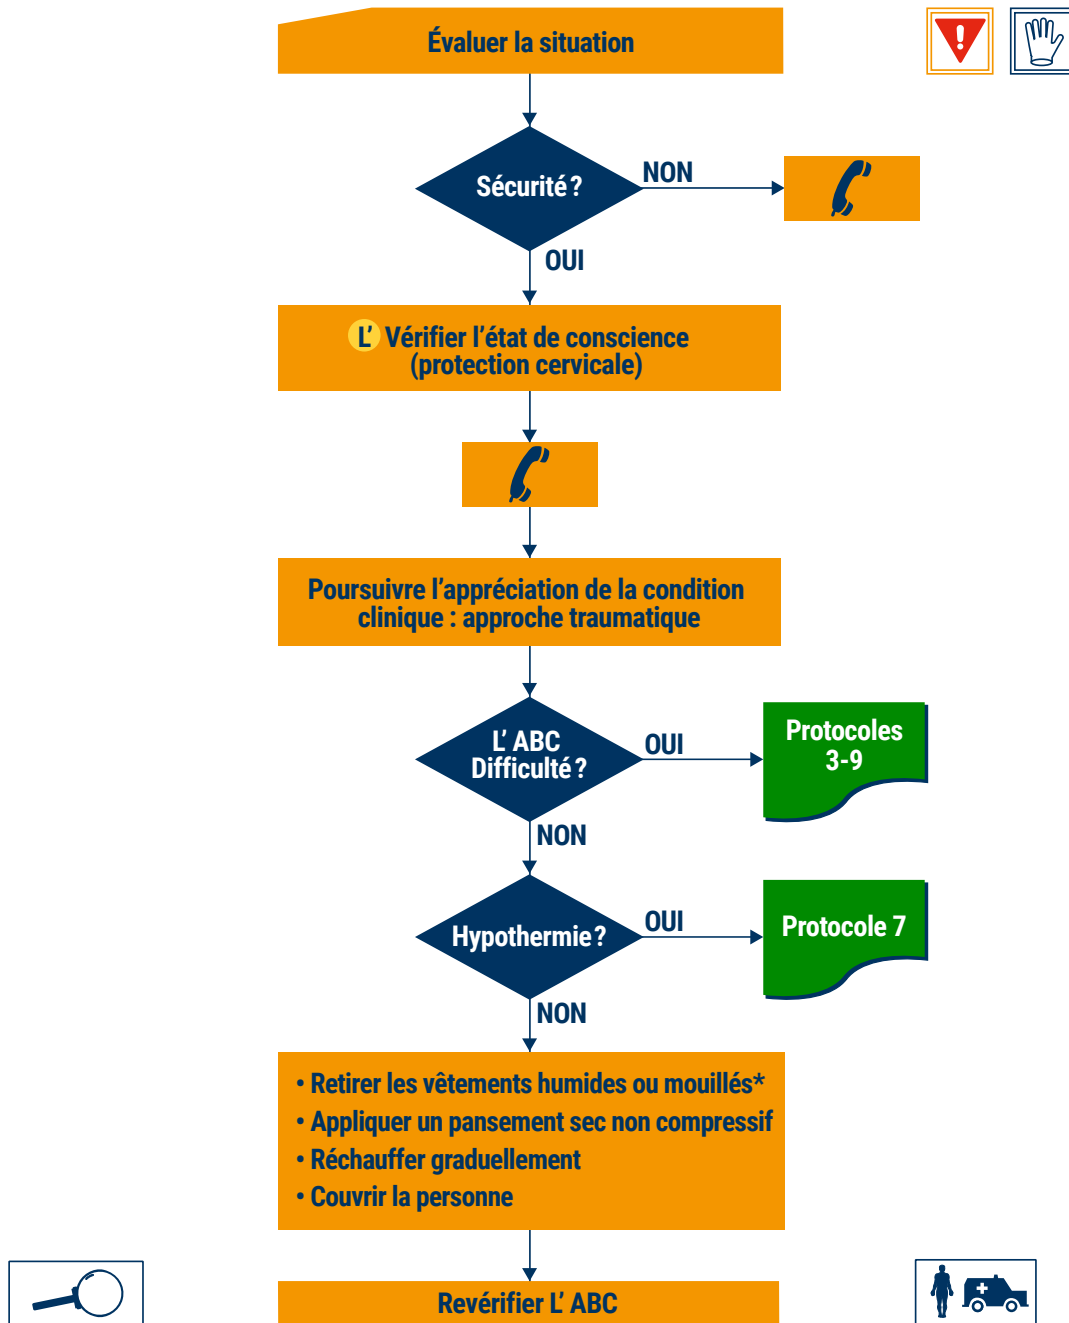 Évaluer la situation
Sécurité ?
NON
OUI
L’ Vérifier l’état de conscience
(protection cervicale)
Poursuivre l’appréciation de la condition
clinique : approche traumatique
L’ ABC
Difficulté ?
OUI
Protocoles
3-9
NON
Hypothermie ?
OUI
Protocole 7
NON
• Retirer les vêtements humides ou mouillés*
• Appliquer un pansement sec non compressif
• Réchauffer graduellement
• Couvrir la personne
Revérifier L’ ABC